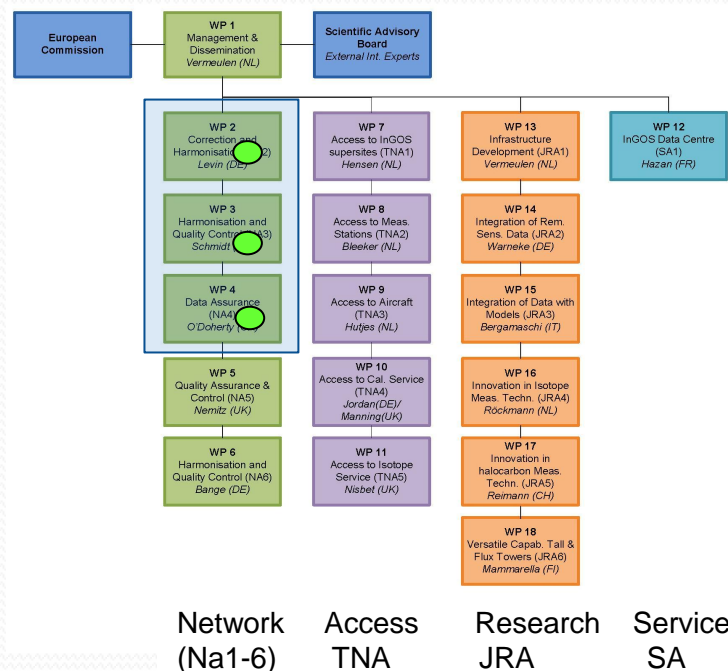 European
Commission
WP 1
Management &
Dissemination
Vermeulen (NL)
Scientific Advisory
Board
External Int. Experts
WP 2
Correction and
Levin
WP 3
Harmonisation and
Quality Control
Schmidt
WP 4
Data Assurance
(NA4)
O'Doherty
WP 5
Quality Assurance &
Control (NA5)
Nemitz (UK)
WP 6
Harmonisation and
Quality Control (NA6)
Bange (DE)
WP 7
Access to InGOS
supersites (TNA1)
Hensen (NL)
WP 8
Access to Meas.
Stations (TNA2)
Bleeker (NL)
WP 9
Access to Aircraft
(TNA3)
Hutjes (NL)
WP 10
Access to Cal. Service
(TNA4)
Jordan(DE)/
Manning(UK)
WP 11
Access to Isotope
Service (TNA5)
Nisbet (UK)
WP 13
Infrastructure
Development (JRA1)
Vermeulen (NL)
WP 14
Integration of Rem.
Sens. Data (JRA2)
Warneke (DE)
WP 15
Integration of Data with
Models (JRA3)
Bergamaschi (IT)
WP 16
Innovation in Isotope
Meas. Techn. (JRA4)
Röckmann (NL)
WP 17
Innovation in
halocarbon Meas.
Techn. (JRA5)
Reimann (CH)
WP 18
Versatile Capab. Tall &
Flux Towers (JRA6)
Mammarella (FI)
WP 12
InGOS Data Centre
(SA1)
Hazan (FR)
Network Access Research Service
(Na1-6) TNA JRA SA